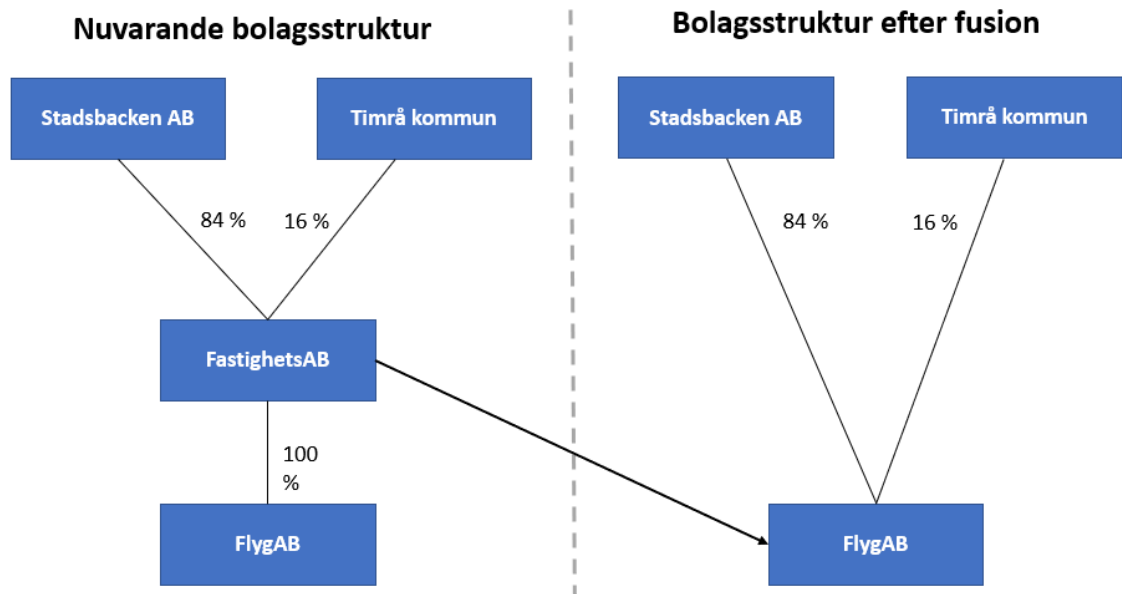 Nuvarande bolagsstruktur
Stadsbacken AB
Timrå kommun
84 %
16 %
FastighetsAB
100
%
FlygAB
Bolagsstruktur efter fusion
Stadsbacken AB
Timrå kommun
84 %
16 %
FlygAB